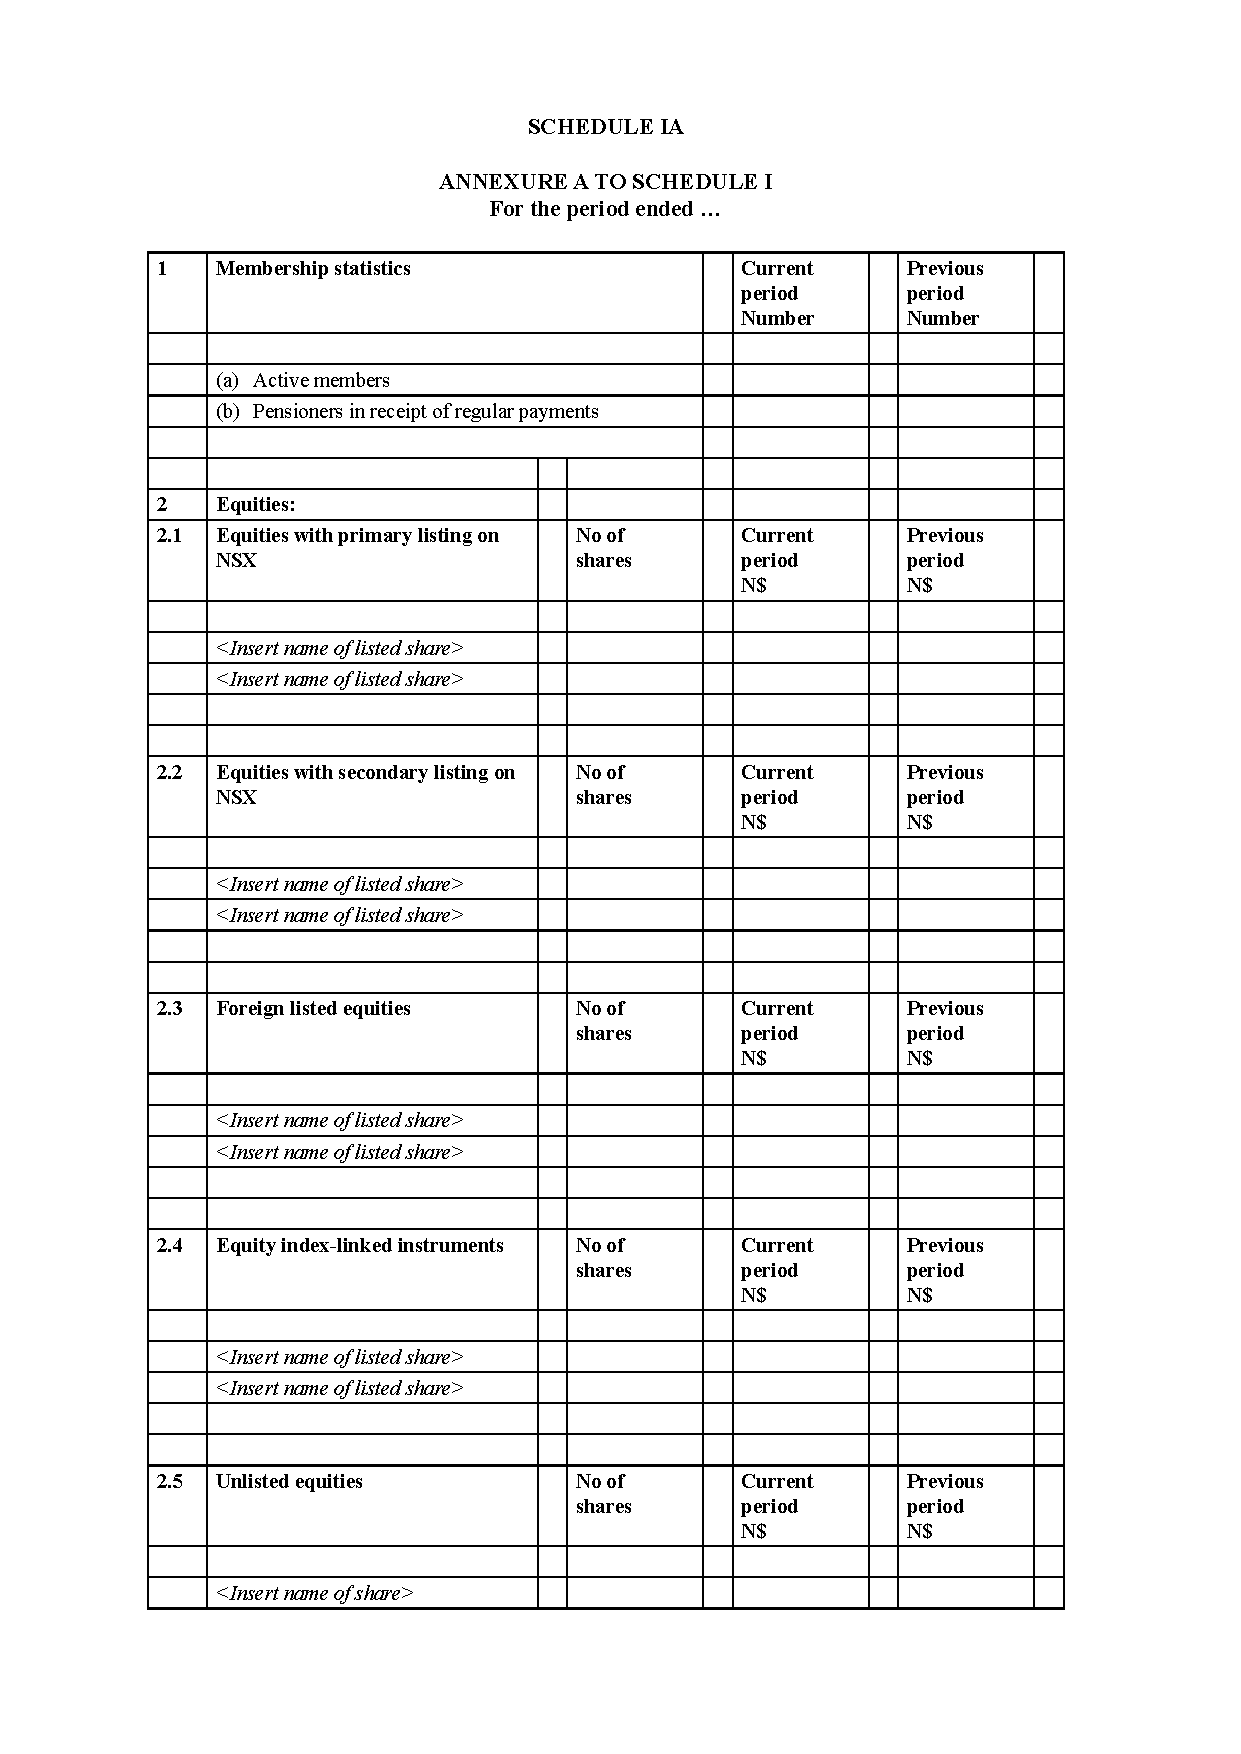 SCHEDULE IA
ANNEXURE A TO SCHEDULE I
For the period ended …
1 Membership statistics Current period Number Previous period Number
(a) Active members
(b) Pensioners in receipt of regular payments
2 Equities:
2.1 Equities with primary listing on NSX No of shares Current period N$ Previous period N$
<Insert name of listed share>
<Insert name of listed share>
2.2 Equities with secondary listing on NSX No of shares Current period N$ Previous period N$
<Insert name of listed share>
<Insert name of listed share>
2.3 Foreign listed equities No of shares Current period N$ Previous period N$
<Insert name of listed share>
<Insert name of listed share>
2.4 Equity index-linked instruments No of shares Current period N$ Previous period N$
<Insert name of listed share>
<Insert name of listed share>
2.5 Unlisted equities No of shares Current period N$ Previous period N$
<Insert name of share>